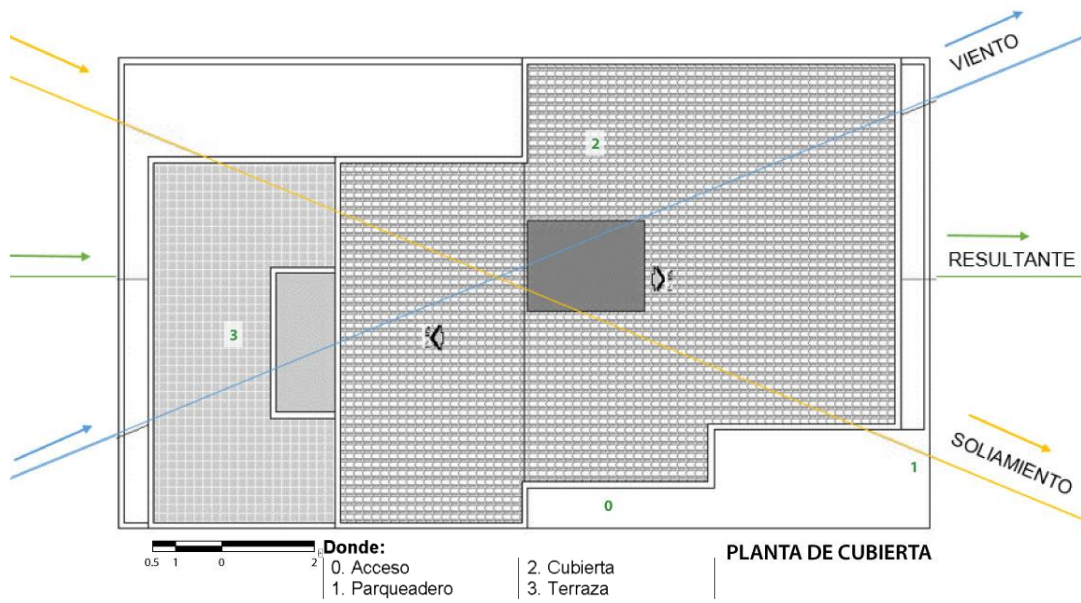 VIENTO
2
RESULTANTE
3
SOLIAMIENTO
1
0
0.5 1 0 2
Donde:
0. Acceso
1. Parqueadero
2. Cubierta
3. Terraza
PLANTA DE CUBIERTA